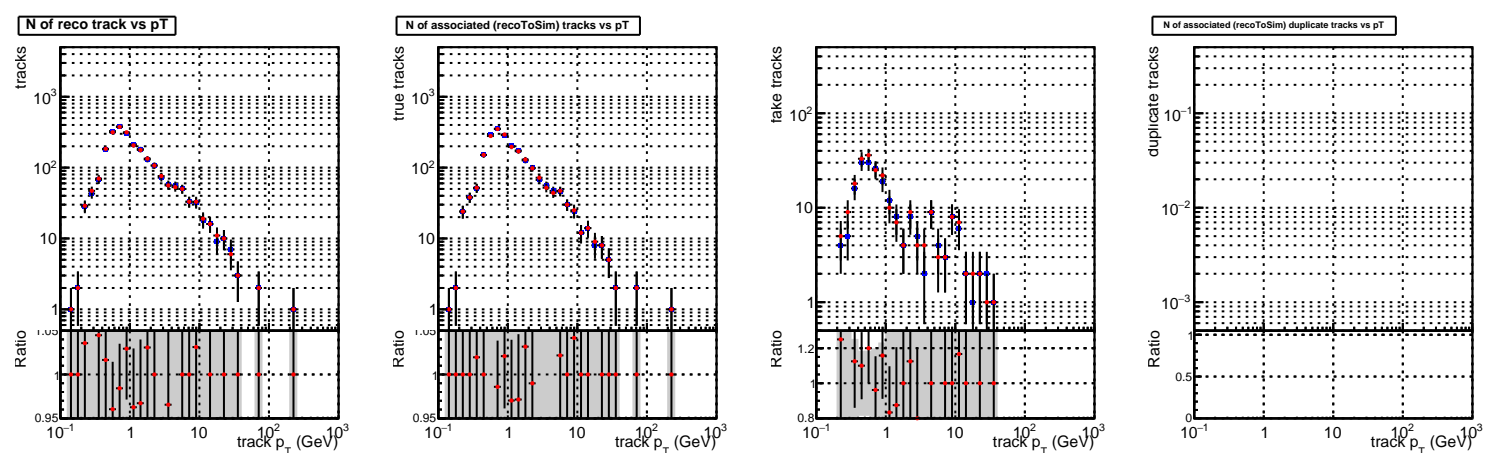 N of reco track vs pT
tracks
10³
10²
10
1
Ratio
1.05
1
0.95
10⁻¹ 1 10 10² 10³
track p_T (GeV)
N of associated (recoToSim) tracks vs pT
true tracks
10³
10²
10
1
Ratio
1.05
1
0.95
10⁻¹ 1 10 10² 10³
track p_T (GeV)
fake tracks
10²
10
1
Ratio
1.2
1
0.8
10⁻¹ 1 10 10² 10³
track p_T (GeV)
N of associated (recoToSim) duplicate tracks vs pT
duplicate tracks
10⁻¹
10⁻²
10⁻³
Ratio
1
0.5
0
10⁻¹ 1 10 10² 10³
track p_T (GeV)